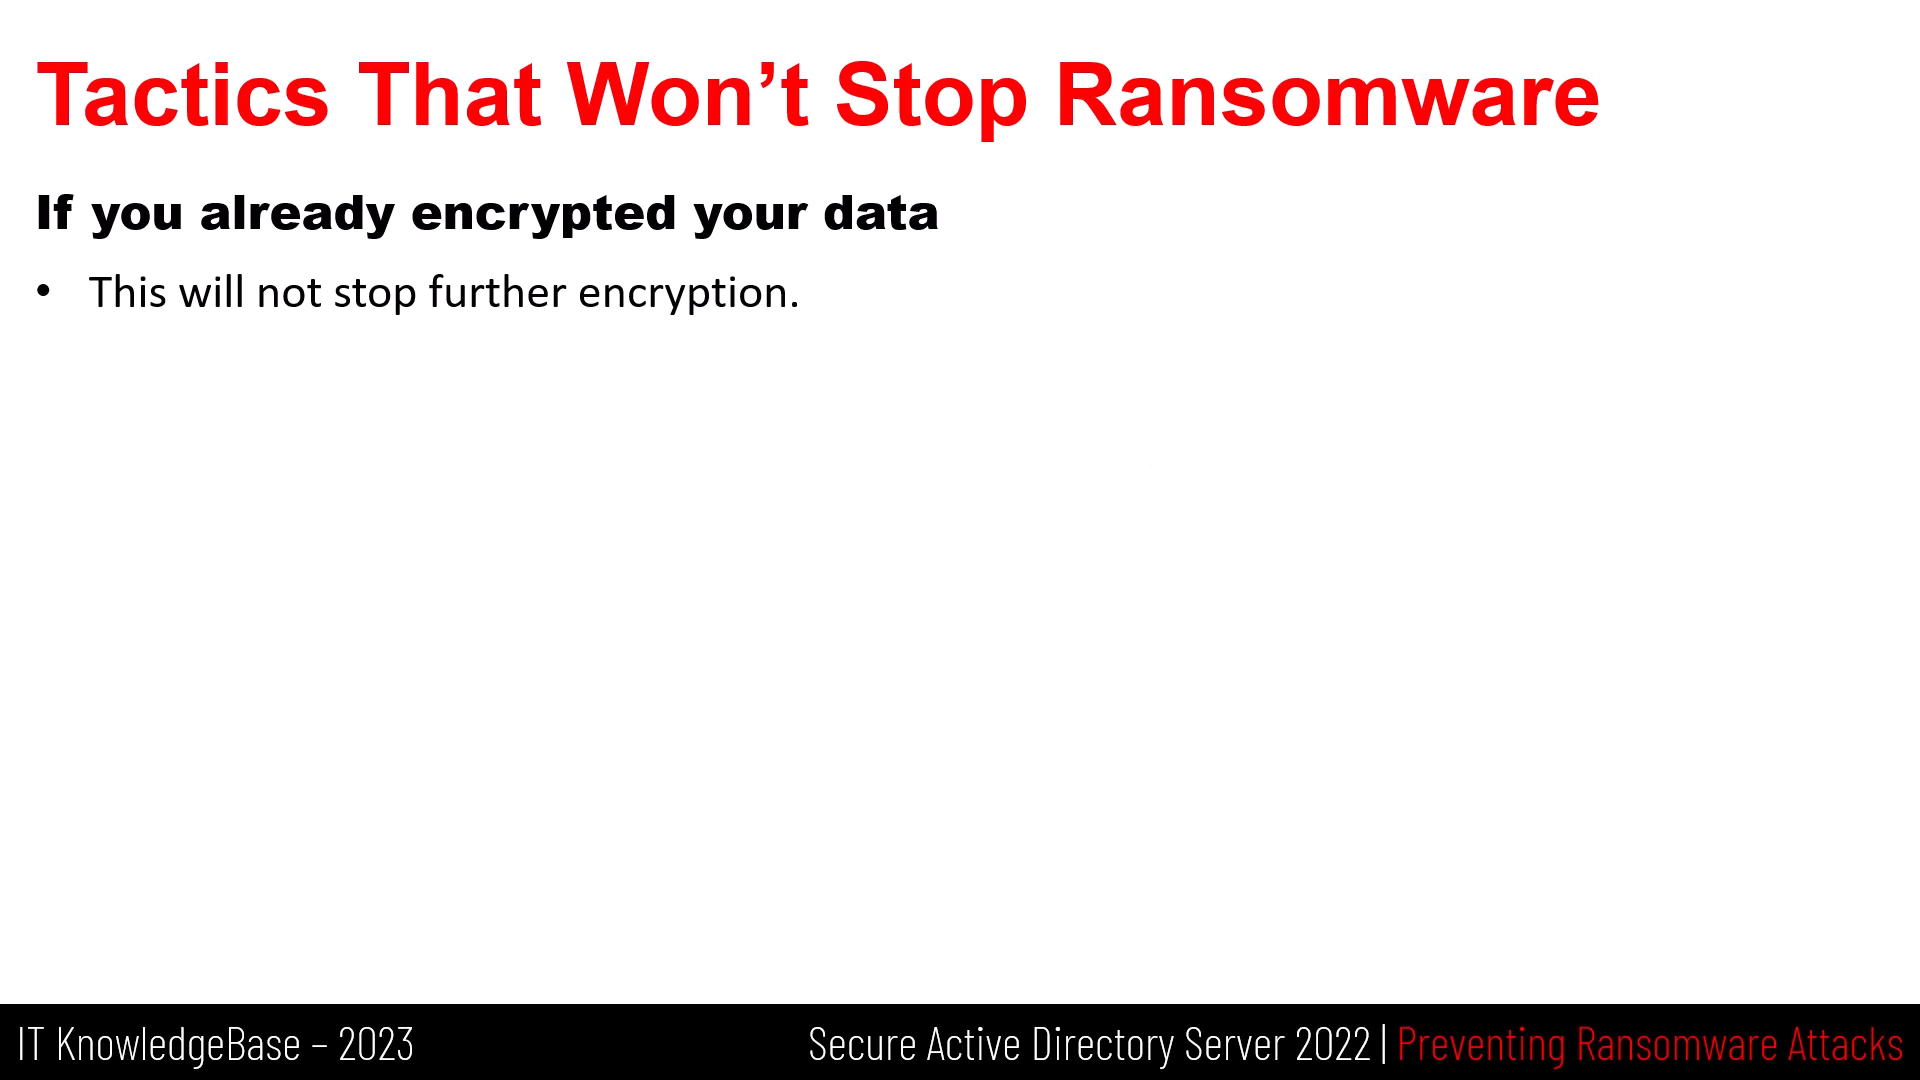 Tactics That Won’t Stop Ransomware
If you already encrypted your data
• This will not stop further encryption.
IT KnowledgeBase – 2023
Secure Active Directory Server 2022 | Preventing Ransomware Attacks